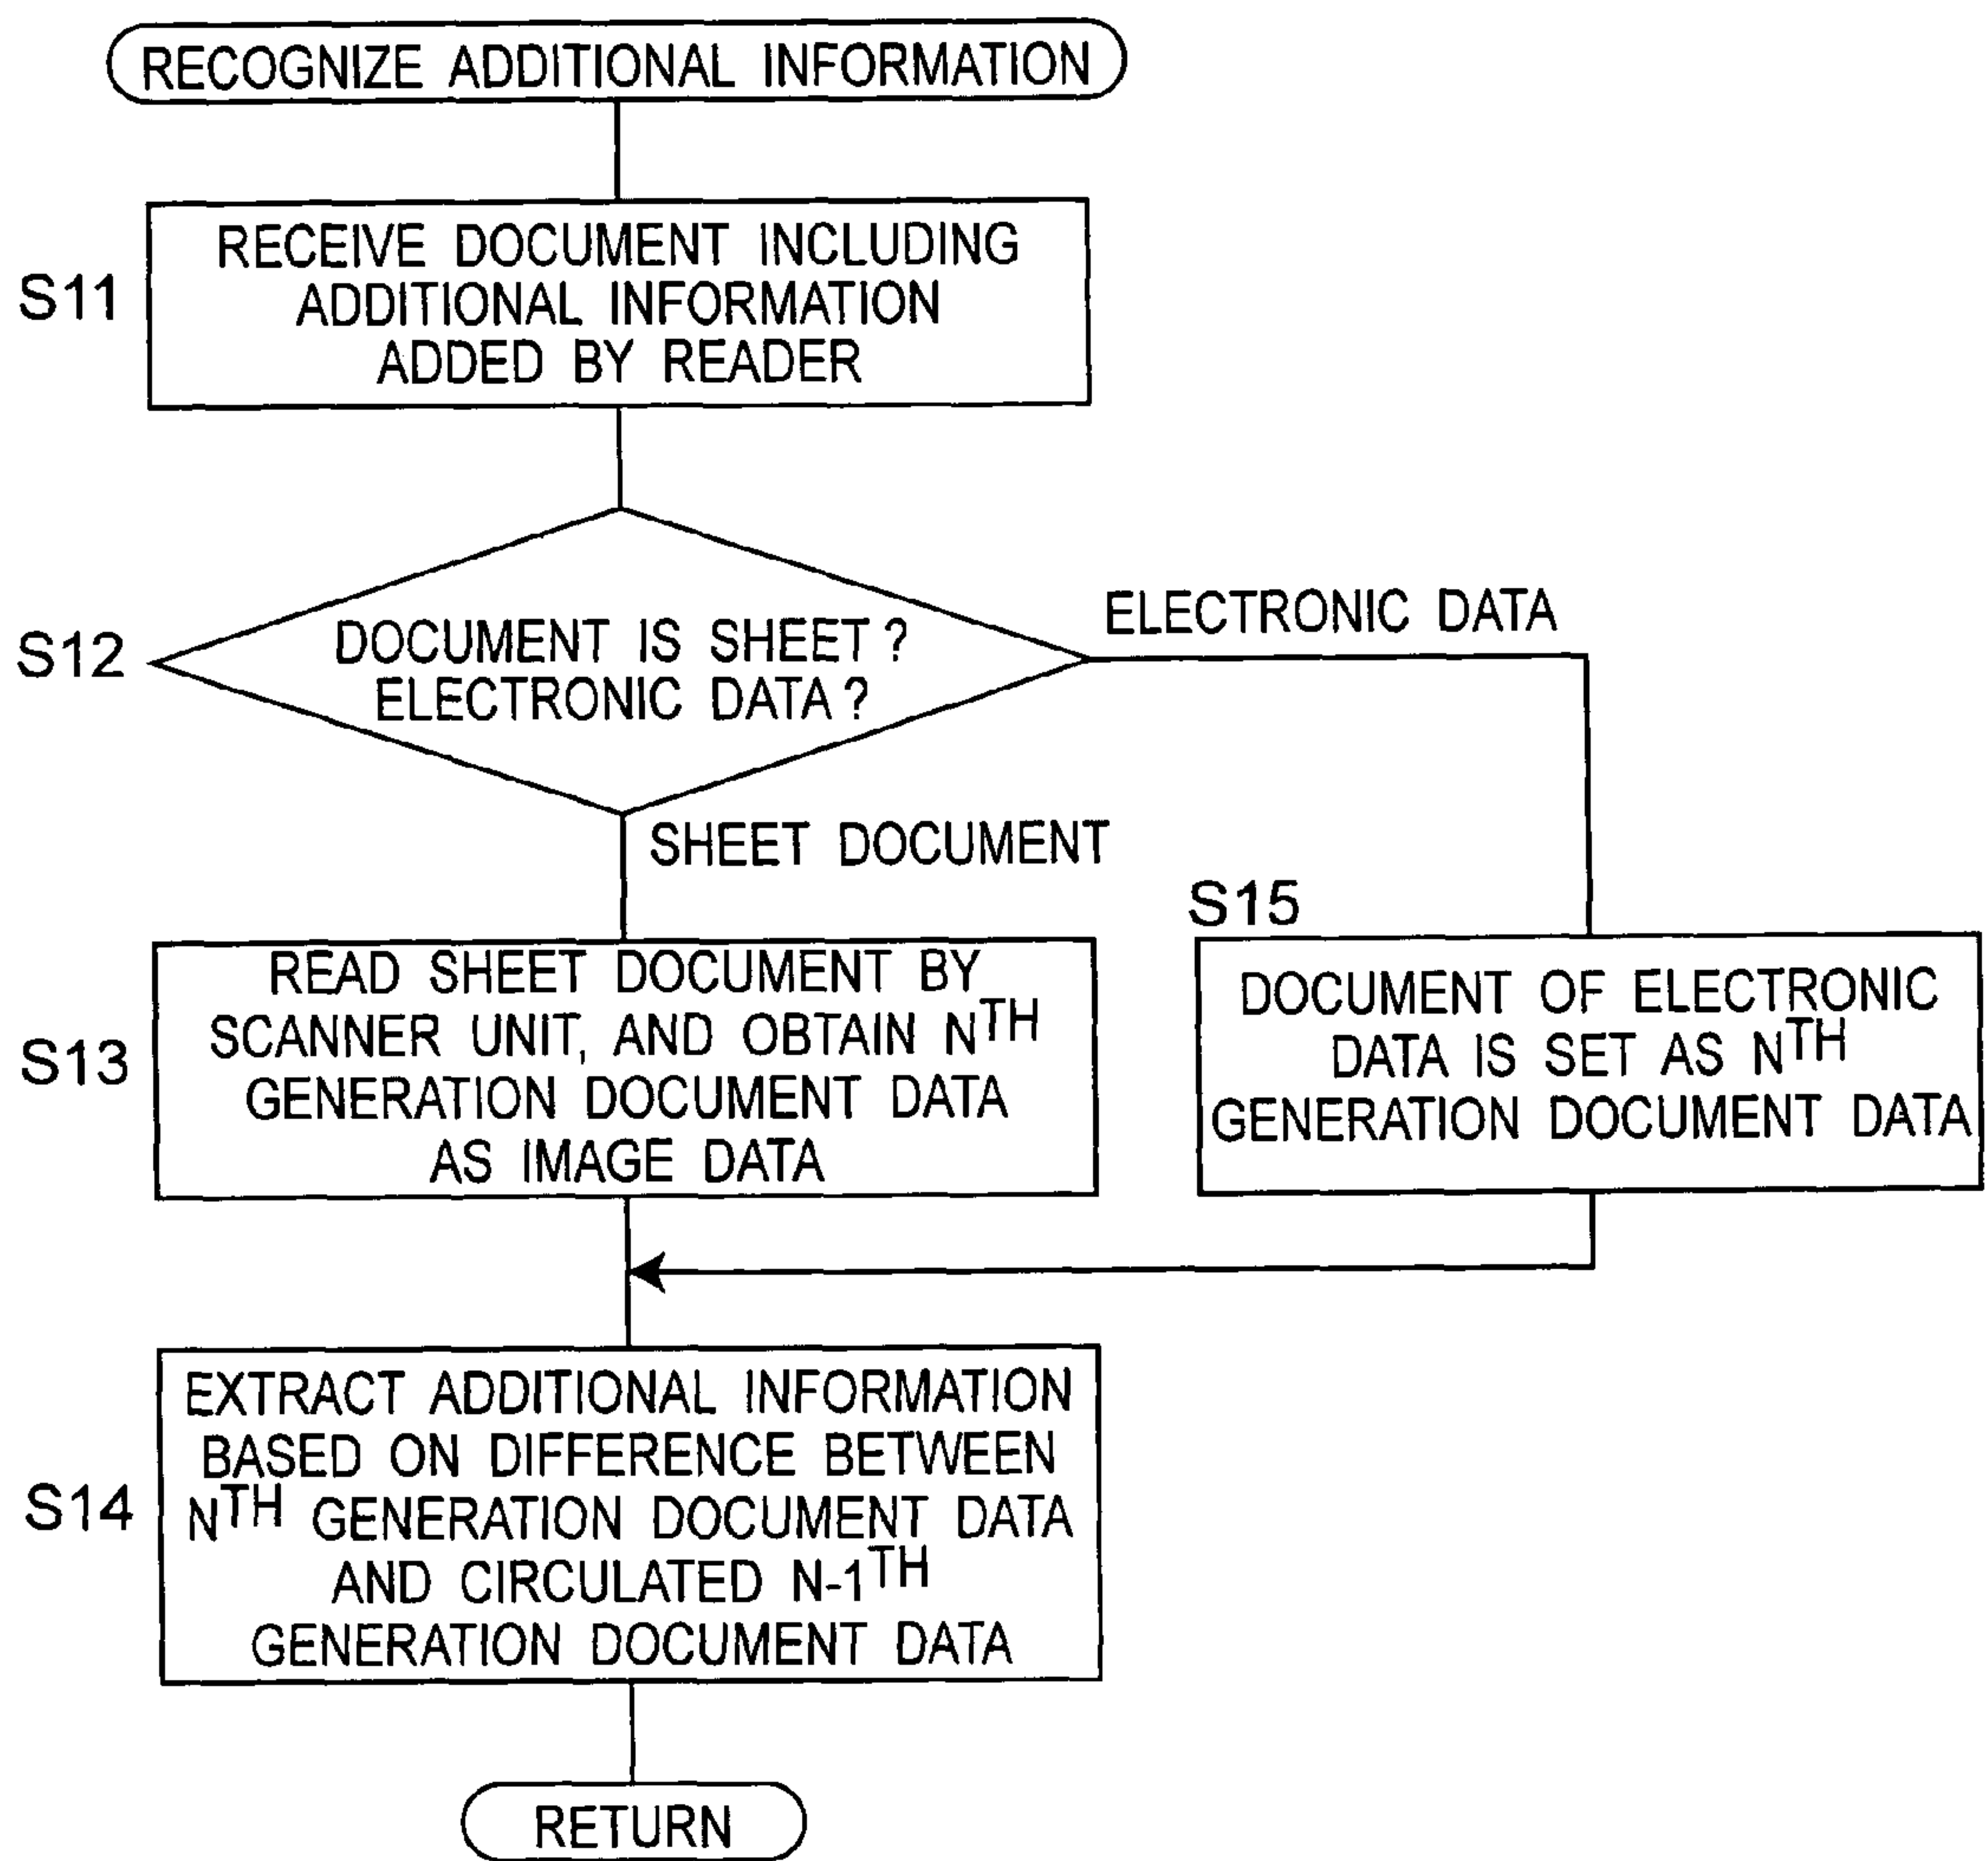 RECOGNIZE ADDITIONAL INFORMATION
S11
RECEIVE DOCUMENT INCLUDING
ADDITIONAL INFORMATION
ADDED BY READER
S12
DOCUMENT IS SHEET?
ELECTRONIC DATA?
ELECTRONIC DATA
SHEET DOCUMENT
S13
READ SHEET DOCUMENT BY
SCANNER UNIT, AND OBTAIN NTH
GENERATION DOCUMENT DATA
AS IMAGE DATA
S15
DOCUMENT OF ELECTRONIC
DATA IS SET AS NTH
GENERATION DOCUMENT DATA
S14
EXTRACT ADDITIONAL INFORMATION
BASED ON DIFFERENCE BETWEEN
NTH GENERATION DOCUMENT DATA
AND CIRCULATED N-1TH
GENERATION DOCUMENT DATA
RETURN